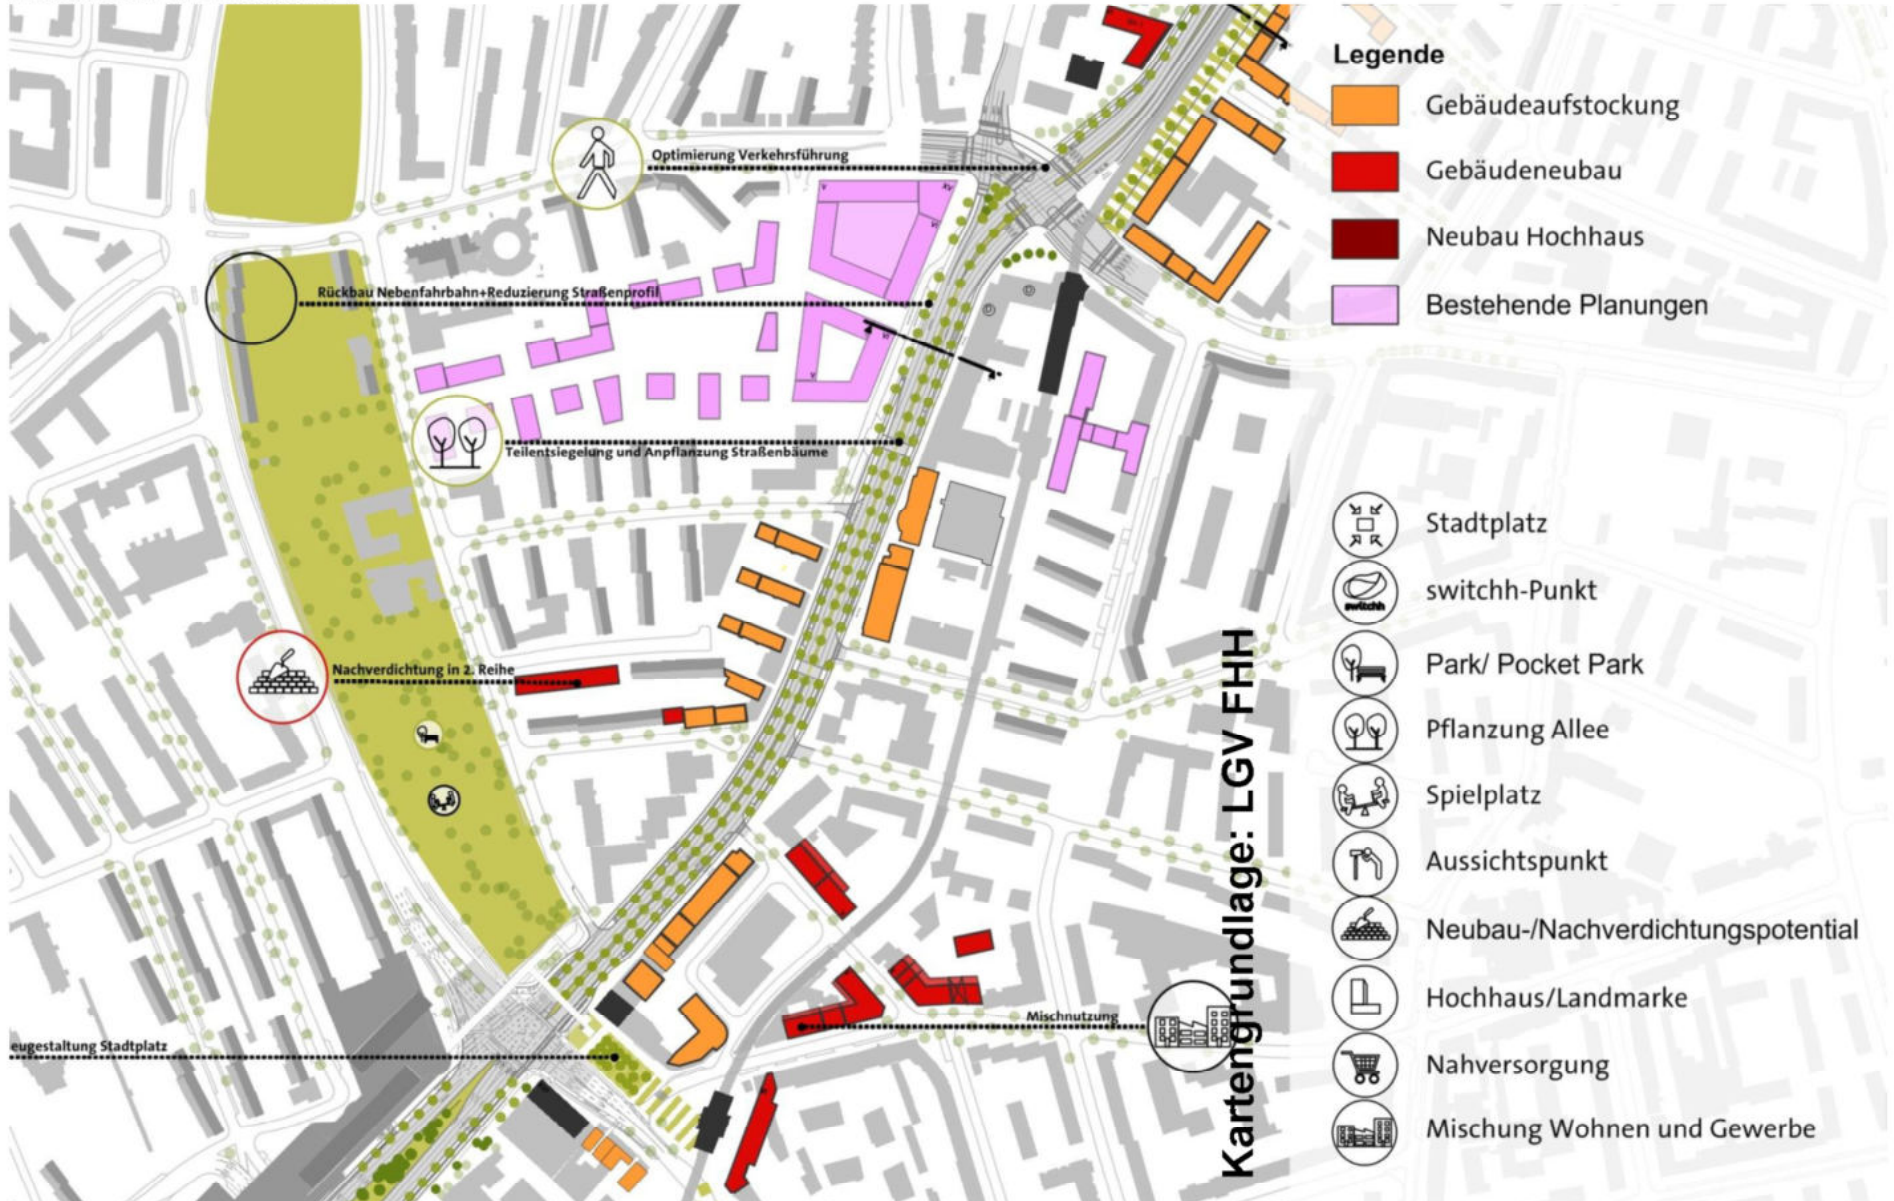 Optimierung Verkehrsführung
Rückbau Nebenfahrbahn+Reduzierung Straßenprofil
Teilentsiegelung und Anpflanzung Straßenbäume
Nachverdichtung in 2. Reihe
Mischnutzung
eugestaltung Stadtplatz
Kartengrundlage: LGV FHH
Legende
Gebäudeaufstockung
Gebäudeneubau
Neubau Hochhaus
Bestehende Planungen
Stadtplatz
switchh
switchh-Punkt
Park/ Pocket Park
Pflanzung Allee
Spielplatz
Aussichtspunkt
Neubau-/Nachverdichtungspotential
Hochhaus/Landmarke
Nahversorgung
Mischung Wohnen und Gewerbe